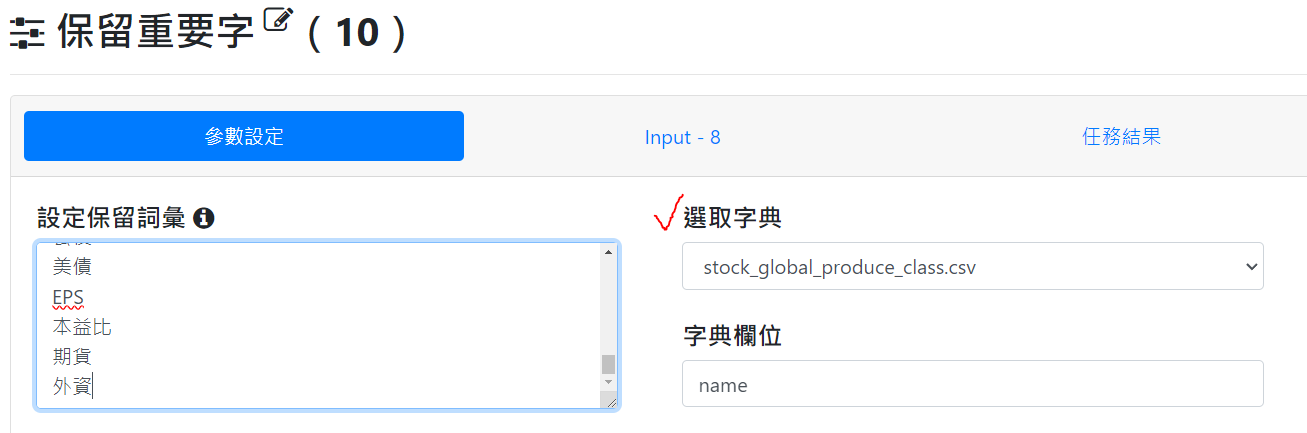 保留重要字 ( 10 )
參數設定
Input - 8
任務結果
設定保留詞彙
美債
EPS
本益比
期貨
外資
選取字典
stock_global_produce_class.csv
字典欄位
name